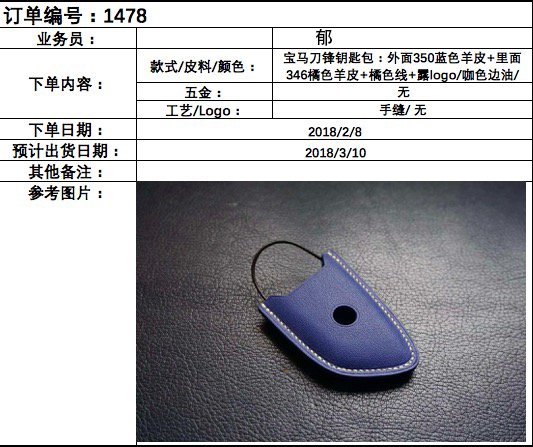 订单编号：1478
业务员： 郁
下单内容：
款式/皮料/颜色： 宝马刀锋钥匙包：外面350蓝色羊皮+里面
346橘色羊皮+橘色线+露logo/咖色边油/
五金： 无
工艺/Logo： 手缝/ 无
下单日期： 2018/2/8
预计出货日期： 2018/3/10
其他备注：
参考图片：